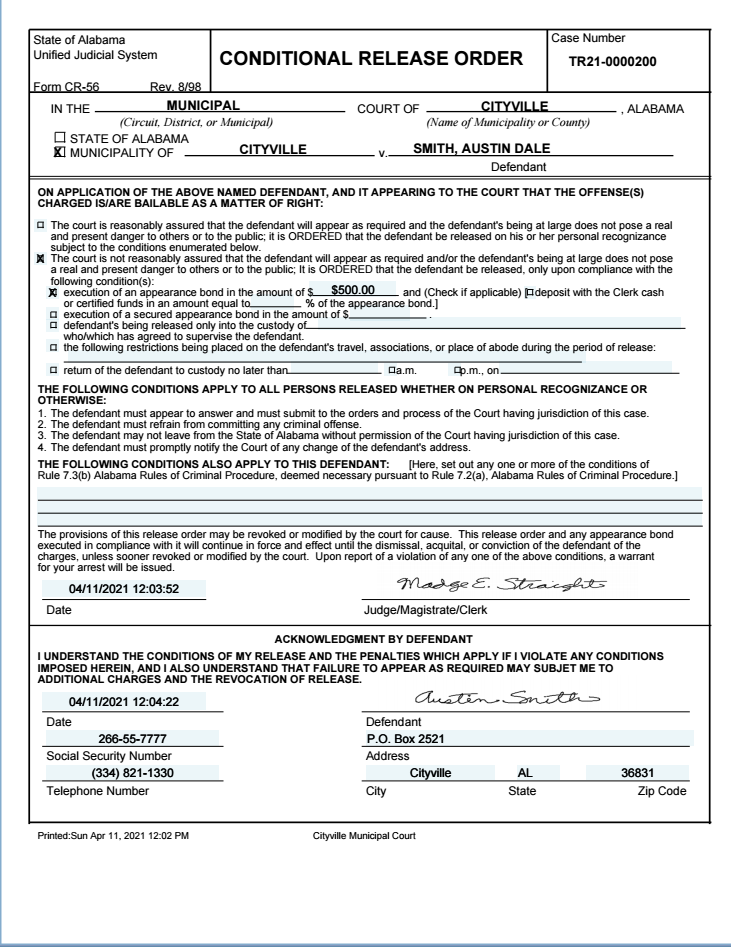 State of Alabama
Unified Judicial System
Form CR-56 Rev. 8/98
CONDITIONAL RELEASE ORDER
Case Number
TR21-0000200
IN THE MUNICIPAL COURT OF CITYVILLE , ALABAMA
(Circuit, District, or Municipal) (Name of Municipality or County)
☐ STATE OF ALABAMA
☒ MUNICIPALITY OF CITYVILLE v. SMITH, AUSTIN DALE
Defendant
ON APPLICATION OF THE ABOVE NAMED DEFENDANT, AND IT APPEARING TO THE COURT THAT THE OFFENSE(S)
CHARGED IS/ARE BAILABLE AS A MATTER OF RIGHT:
☐ The court is reasonably assured that the defendant will appear as required and the defendant's being at large does not pose a real
and present danger to others or to the public; it is ORDERED that the defendant be released on his or her personal recognizance
subject to the conditions enumerated below.
☒ The court is not reasonably assured that the defendant will appear as required and/or the defendant's being at large does not pose
a real and present danger to others or to the public; It is ORDERED that the defendant be released, only upon compliance with the
following condition(s):
☒ execution of an appearance bond in the amount of $ $500.00 and (Check if applicable) [☐deposit with the Clerk cash
or certified funds in an amount equal to % of the appearance bond.]
☐ execution of a secured appearance bond in the amount of $ .
☐ defendant's being released only into the custody of
who/which has agreed to supervise the defendant.
☐ the following restrictions being placed on the defendant's travel, associations, or place of abode during the period of release:
☐ return of the defendant to custody no later than ☐a.m. ☐p.m., on
THE FOLLOWING CONDITIONS APPLY TO ALL PERSONS RELEASED WHETHER ON PERSONAL RECOGNIZANCE OR
OTHERWISE:
1. The defendant must appear to answer and must submit to the orders and process of the Court having jurisdiction of this case.
2. The defendant must refrain from committing any criminal offense.
3. The defendant may not leave from the State of Alabama without permission of the Court having jurisdiction of this case.
4. The defendant must promptly notify the Court of any change of the defendant's address.
THE FOLLOWING CONDITIONS ALSO APPLY TO THIS DEFENDANT: [Here, set out any one or more of the conditions of
Rule 7.3(b) Alabama Rules of Criminal Procedure, deemed necessary pursuant to Rule 7.2(a), Alabama Rules of Criminal Procedure.]
The provisions of this release order may be revoked or modified by the court for cause. This release order and any appearance bond
executed in compliance with it will continue in force and effect until the dismissal, acquital, or conviction of the defendant of the
charges, unless sooner revoked or modified by the court. Upon report of a violation of any one of the above conditions, a warrant
for your arrest will be issued.
04/11/2021 12:03:52 Madge E. Straight
Date Judge/Magistrate/Clerk
ACKNOWLEDGMENT BY DEFENDANT
I UNDERSTAND THE CONDITIONS OF MY RELEASE AND THE PENALTIES WHICH APPLY IF I VIOLATE ANY CONDITIONS
IMPOSED HEREIN, AND I ALSO UNDERSTAND THAT FAILURE TO APPEAR AS REQUIRED MAY SUBJET ME TO
ADDITIONAL CHARGES AND THE REVOCATION OF RELEASE.
04/11/2021 12:04:22 Austin Smith
Date Defendant
266-55-7777 P.O. Box 2521
Social Security Number Address
(334) 821-1330 Cityville AL 36831
Telephone Number City State Zip Code
Printed:Sun Apr 11, 2021 12:02 PM Cityville Municipal Court